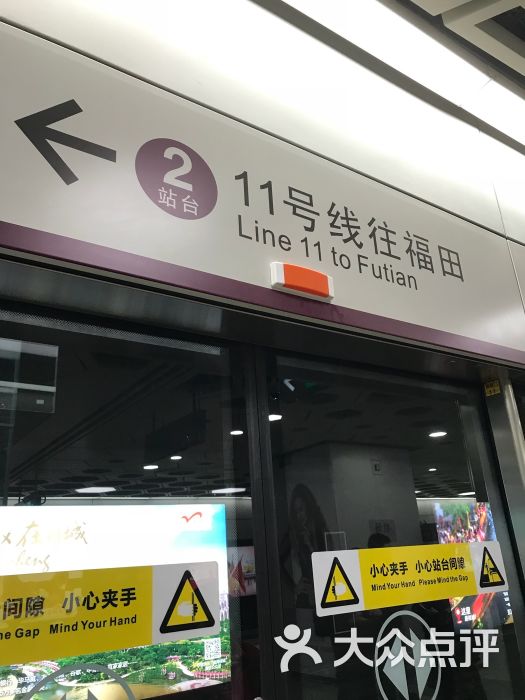 2
站台
11号线往福田
Line 11 to Futian
小心夹手 小心站台间隙
Mind Your Hand Please Mind the Gap
间隙 小心夹手
the Gap Mind Your Hand
大众点评